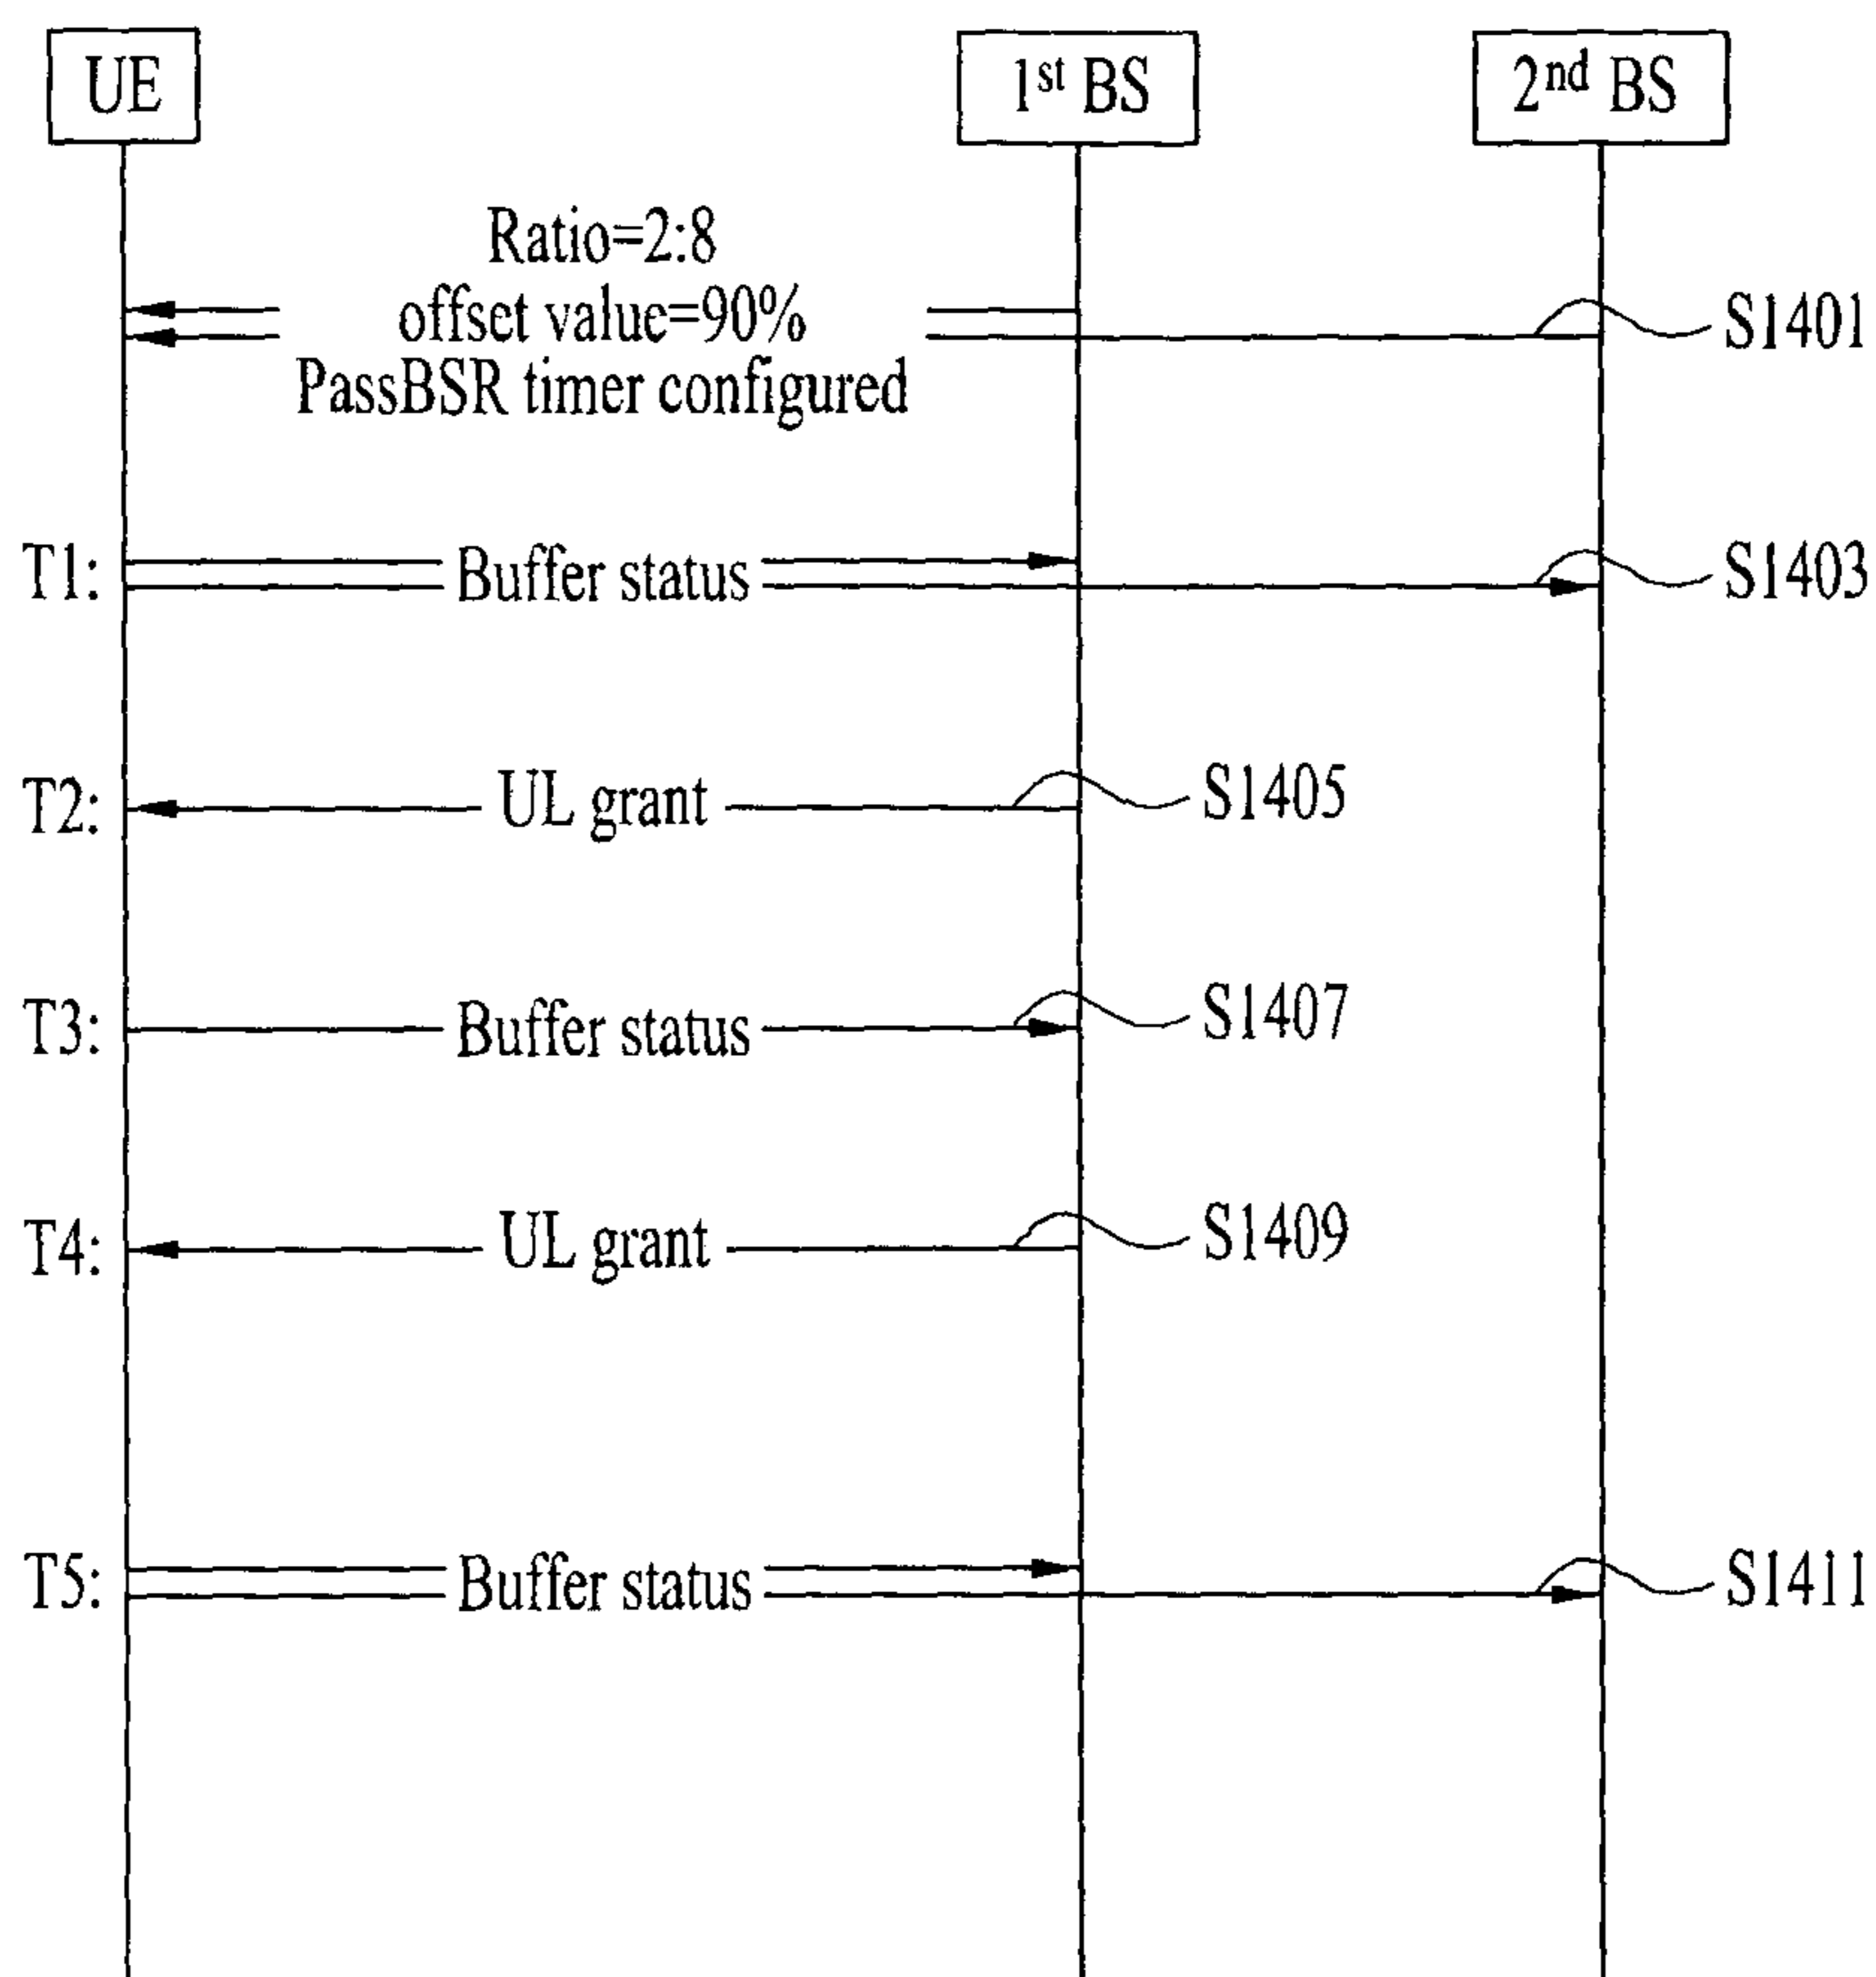 UE
1st BS
2nd BS
Ratio=2:8
offset value=90%
PassBSR timer configured
S1401
T1:
Buffer status
S1403
T2:
UL grant
S1405
T3:
Buffer status
S1407
T4:
UL grant
S1409
T5:
Buffer status
S1411